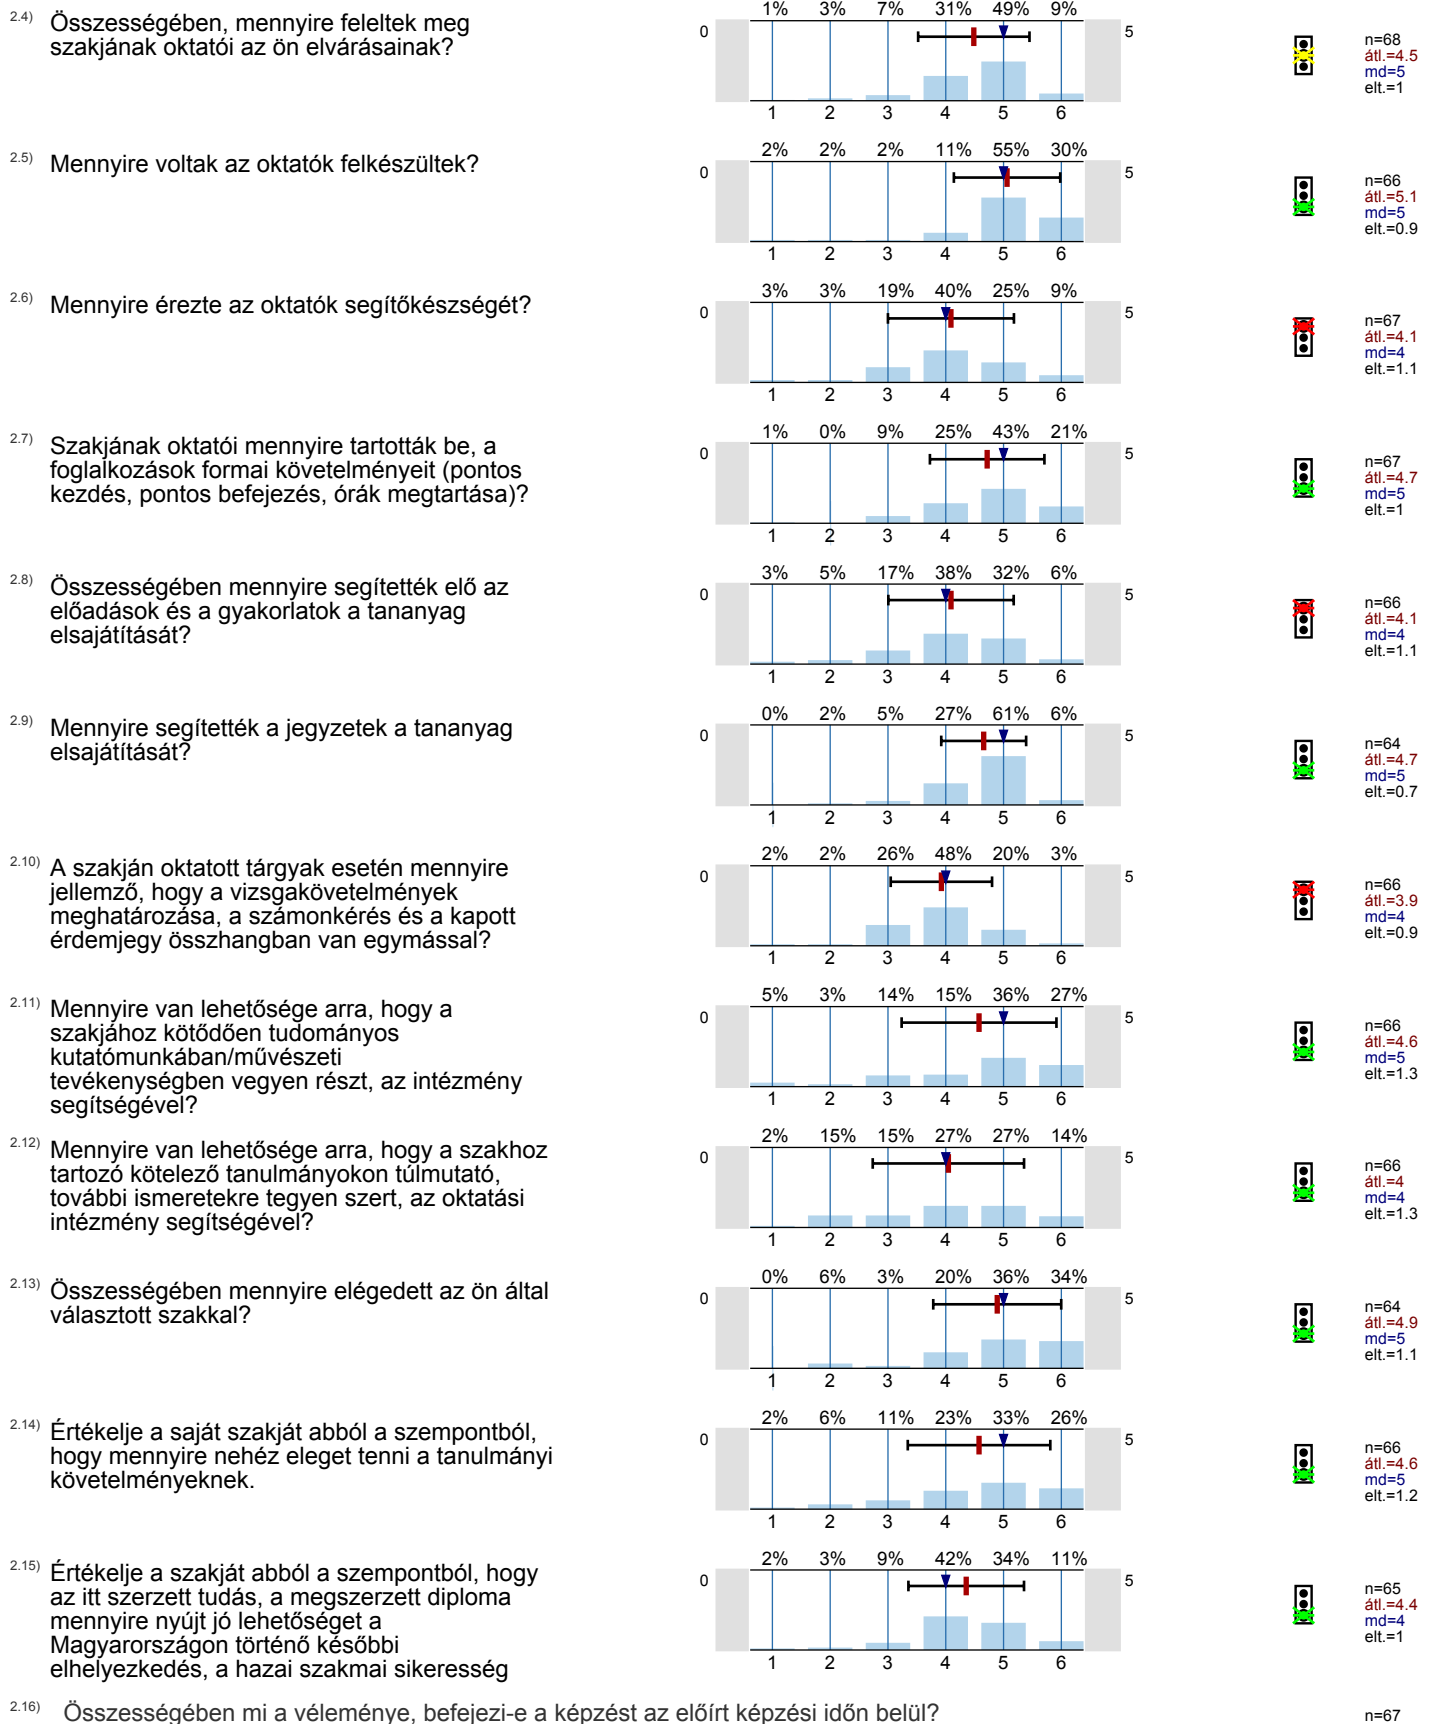 2.4) Összességében, mennyire feleltek meg
szakjának oktatói az ön elvárásainak?
1% 3% 7% 31% 49% 9%
0 5
1 2 3 4 5 6
n=68
átl.=4.5
md=5
elt.=1
2.5) Mennyire voltak az oktatók felkészültek?
2% 2% 2% 11% 55% 30%
0 5
1 2 3 4 5 6
n=66
átl.=5.1
md=5
elt.=0.9
2.6) Mennyire érezte az oktatók segítőkészségét?
3% 3% 19% 40% 25% 9%
0 5
1 2 3 4 5 6
n=67
átl.=4.1
md=4
elt.=1.1
2.7) Szakjának oktatói mennyire tartották be, a
foglalkozások formai követelményeit (pontos
kezdés, pontos befejezés, órák megtartása)?
1% 0% 9% 25% 43% 21%
0 5
1 2 3 4 5 6
n=67
átl.=4.7
md=5
elt.=1
2.8) Összességében mennyire segítették elő az
előadások és a gyakorlatok a tananyag
elsajátítását?
3% 5% 17% 38% 32% 6%
0 5
1 2 3 4 5 6
n=66
átl.=4.1
md=4
elt.=1.1
2.9) Mennyire segítették a jegyzetek a tananyag
elsajátítását?
0% 2% 5% 27% 61% 6%
0 5
1 2 3 4 5 6
n=64
átl.=4.7
md=5
elt.=0.7
2.10) A szakján oktatott tárgyak esetén mennyire
jellemző, hogy a vizsgakövetelmények
meghatározása, a számonkérés és a kapott
érdemjegy összhangban van egymással?
2% 2% 26% 48% 20% 3%
0 5
1 2 3 4 5 6
n=66
átl.=3.9
md=4
elt.=0.9
2.11) Mennyire van lehetősége arra, hogy a
szakjához kötődően tudományos
kutatómunkában/művészeti
tevékenységben vegyen részt, az intézmény
segítségével?
5% 3% 14% 15% 36% 27%
0 5
1 2 3 4 5 6
n=66
átl.=4.6
md=5
elt.=1.3
2.12) Mennyire van lehetősége arra, hogy a szakhoz
tartozó kötelező tanulmányokon túlmutató,
további ismeretekre tegyen szert, az oktatási
intézmény segítségével?
2% 15% 15% 27% 27% 14%
0 5
1 2 3 4 5 6
n=66
átl.=4
md=4
elt.=1.3
2.13) Összességében mennyire elégedett az ön által
választott szakkal?
0% 6% 3% 20% 36% 34%
0 5
1 2 3 4 5 6
n=64
átl.=4.9
md=5
elt.=1.1
2.14) Értékelje a saját szakját abból a szempontból,
hogy mennyire nehéz eleget tenni a tanulmányi
követelményeknek.
2% 6% 11% 23% 33% 26%
0 5
1 2 3 4 5 6
n=66
átl.=4.6
md=5
elt.=1.2
2.15) Értékelje a szakját abból a szempontból, hogy
az itt szerzett tudás, a megszerzett diploma
mennyire nyújt jó lehetőséget a
Magyarországon történő későbbi
elhelyezkedés, a hazai szakmai sikeresség
2% 3% 9% 42% 34% 11%
0 5
1 2 3 4 5 6
n=65
átl.=4.4
md=4
elt.=1
2.16) Összességében mi a véleménye, befejezi-e a képzést az előírt képzési időn belül?
n=67